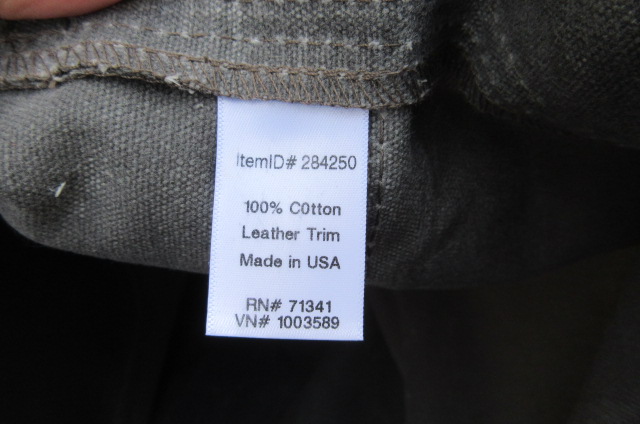 ItemID# 284250
100% C0tton
Leather Trim
Made in USA
RN# 71341
VN# 1003589